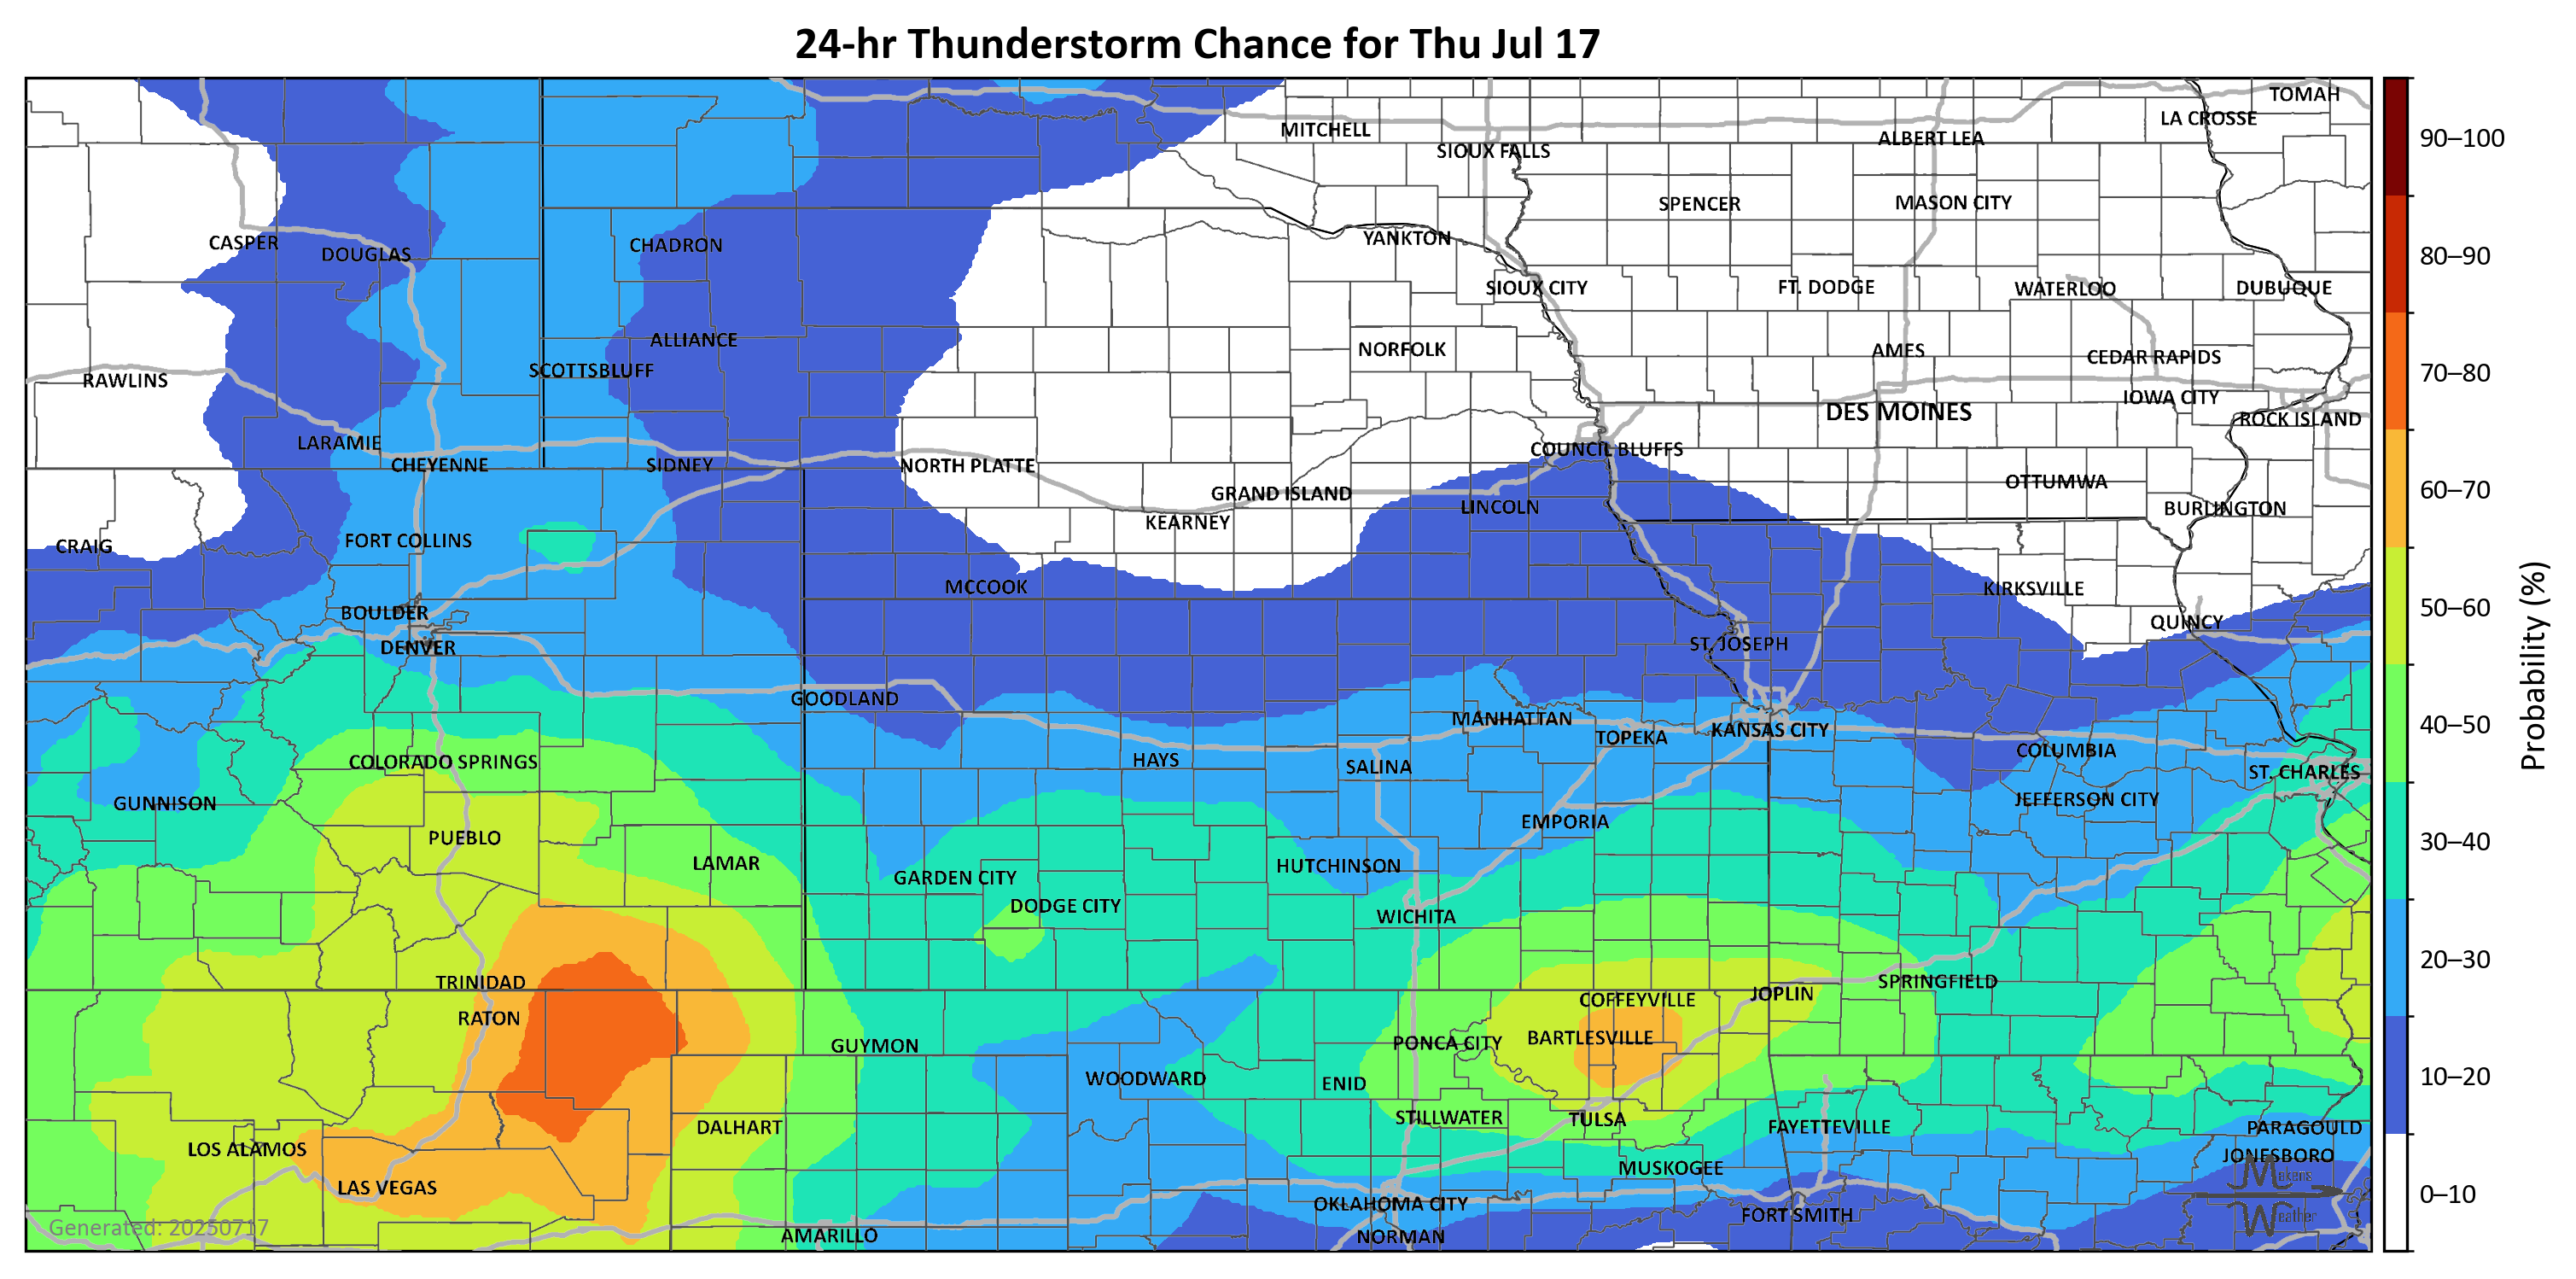 24-hr Thunderstorm Chance for Thu Jul 17
TOMAH
LA CROSSE
MITCHELL
ALBERT LEA
SIOUX FALLS
SPENCER
MASON CITY
CASPER
DOUGLAS
CHADRON
YANKTON
SIOUX CITY
FT. DODGE
WATERLOO
DUBUQUE
ALLIANCE
NORFOLK
AMES
CEDAR RAPIDS
RAWLINS
SCOTTSBLUFF
IOWA CITY
DES MOINES
ROCK ISLAND
LARAMIE
CHEYENNE
SIDNEY
NORTH PLATTE
COUNCIL BLUFFS
GRAND ISLAND
LINCOLN
OTTUMWA
BURLINGTON
KEARNEY
CRAIG
FORT COLLINS
MCCOOK
KIRKSVILLE
BOULDER
QUINCY
DENVER
ST. JOSEPH
GOODLAND
MANHATTAN
TOPEKA
KANSAS CITY
COLUMBIA
COLORADO SPRINGS
HAYS
SALINA
ST. CHARLES
GUNNISON
JEFFERSON CITY
PUEBLO
EMPORIA
LAMAR
HUTCHINSON
GARDEN CITY
DODGE CITY
WICHITA
TRINIDAD
SPRINGFIELD
COFFEYVILLE
JOPLIN
RATON
BARTLESVILLE
GUYMON
PONCA CITY
WOODWARD
ENID
DALHART
STILLWATER
TULSA
FAYETTEVILLE
PARAGOULD
LOS ALAMOS
JONESBORO
LAS VEGAS
MUSKOGEE
OKLAHOMA CITY
FORT SMITH
AMARILLO
NORMAN
Generated: 20250717
Mekens
Weather
90–100
80–90
70–80
60–70
50–60
40–50
30–40
20–30
10–20
0–10
Probability (%)